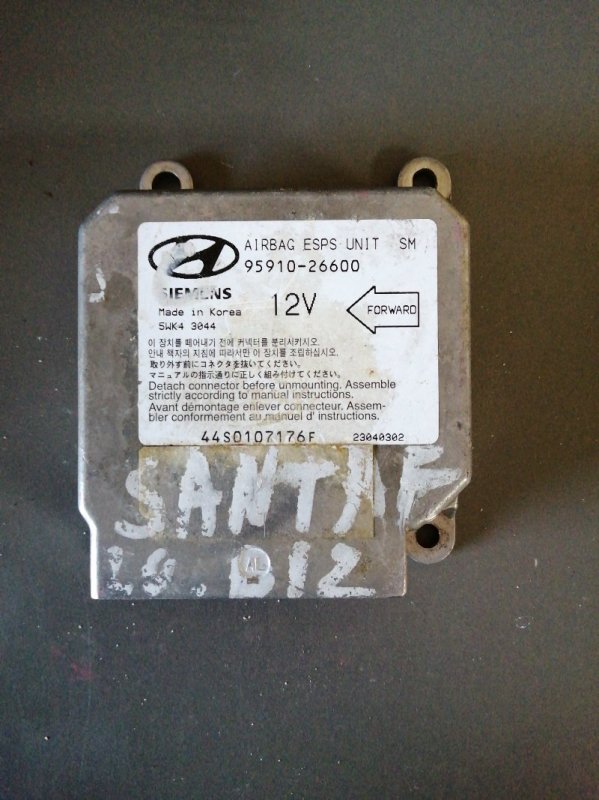 AIRBAG ESPS UNIT SM
95910-26600
SIEMENS
12V
FORWARD
Made in Korea
5WK4 3044
이 장치를 떼어내기 전에 커넥터를 분리시키시오.
안내 책자의 지침에 따라서만 이 장치를 조립하십시오.
取り外す前にコネクタを抜いてください。
マニュアルの指示通りに正しく組み付けてください。
Detach connector before unmounting. Assemble
strictly according to manual instructions.
Avant démontage enlever connecteur. Assem-
bler conformement au manuel d' instructions.
44S0107176F 23040302
SANTAF
AL